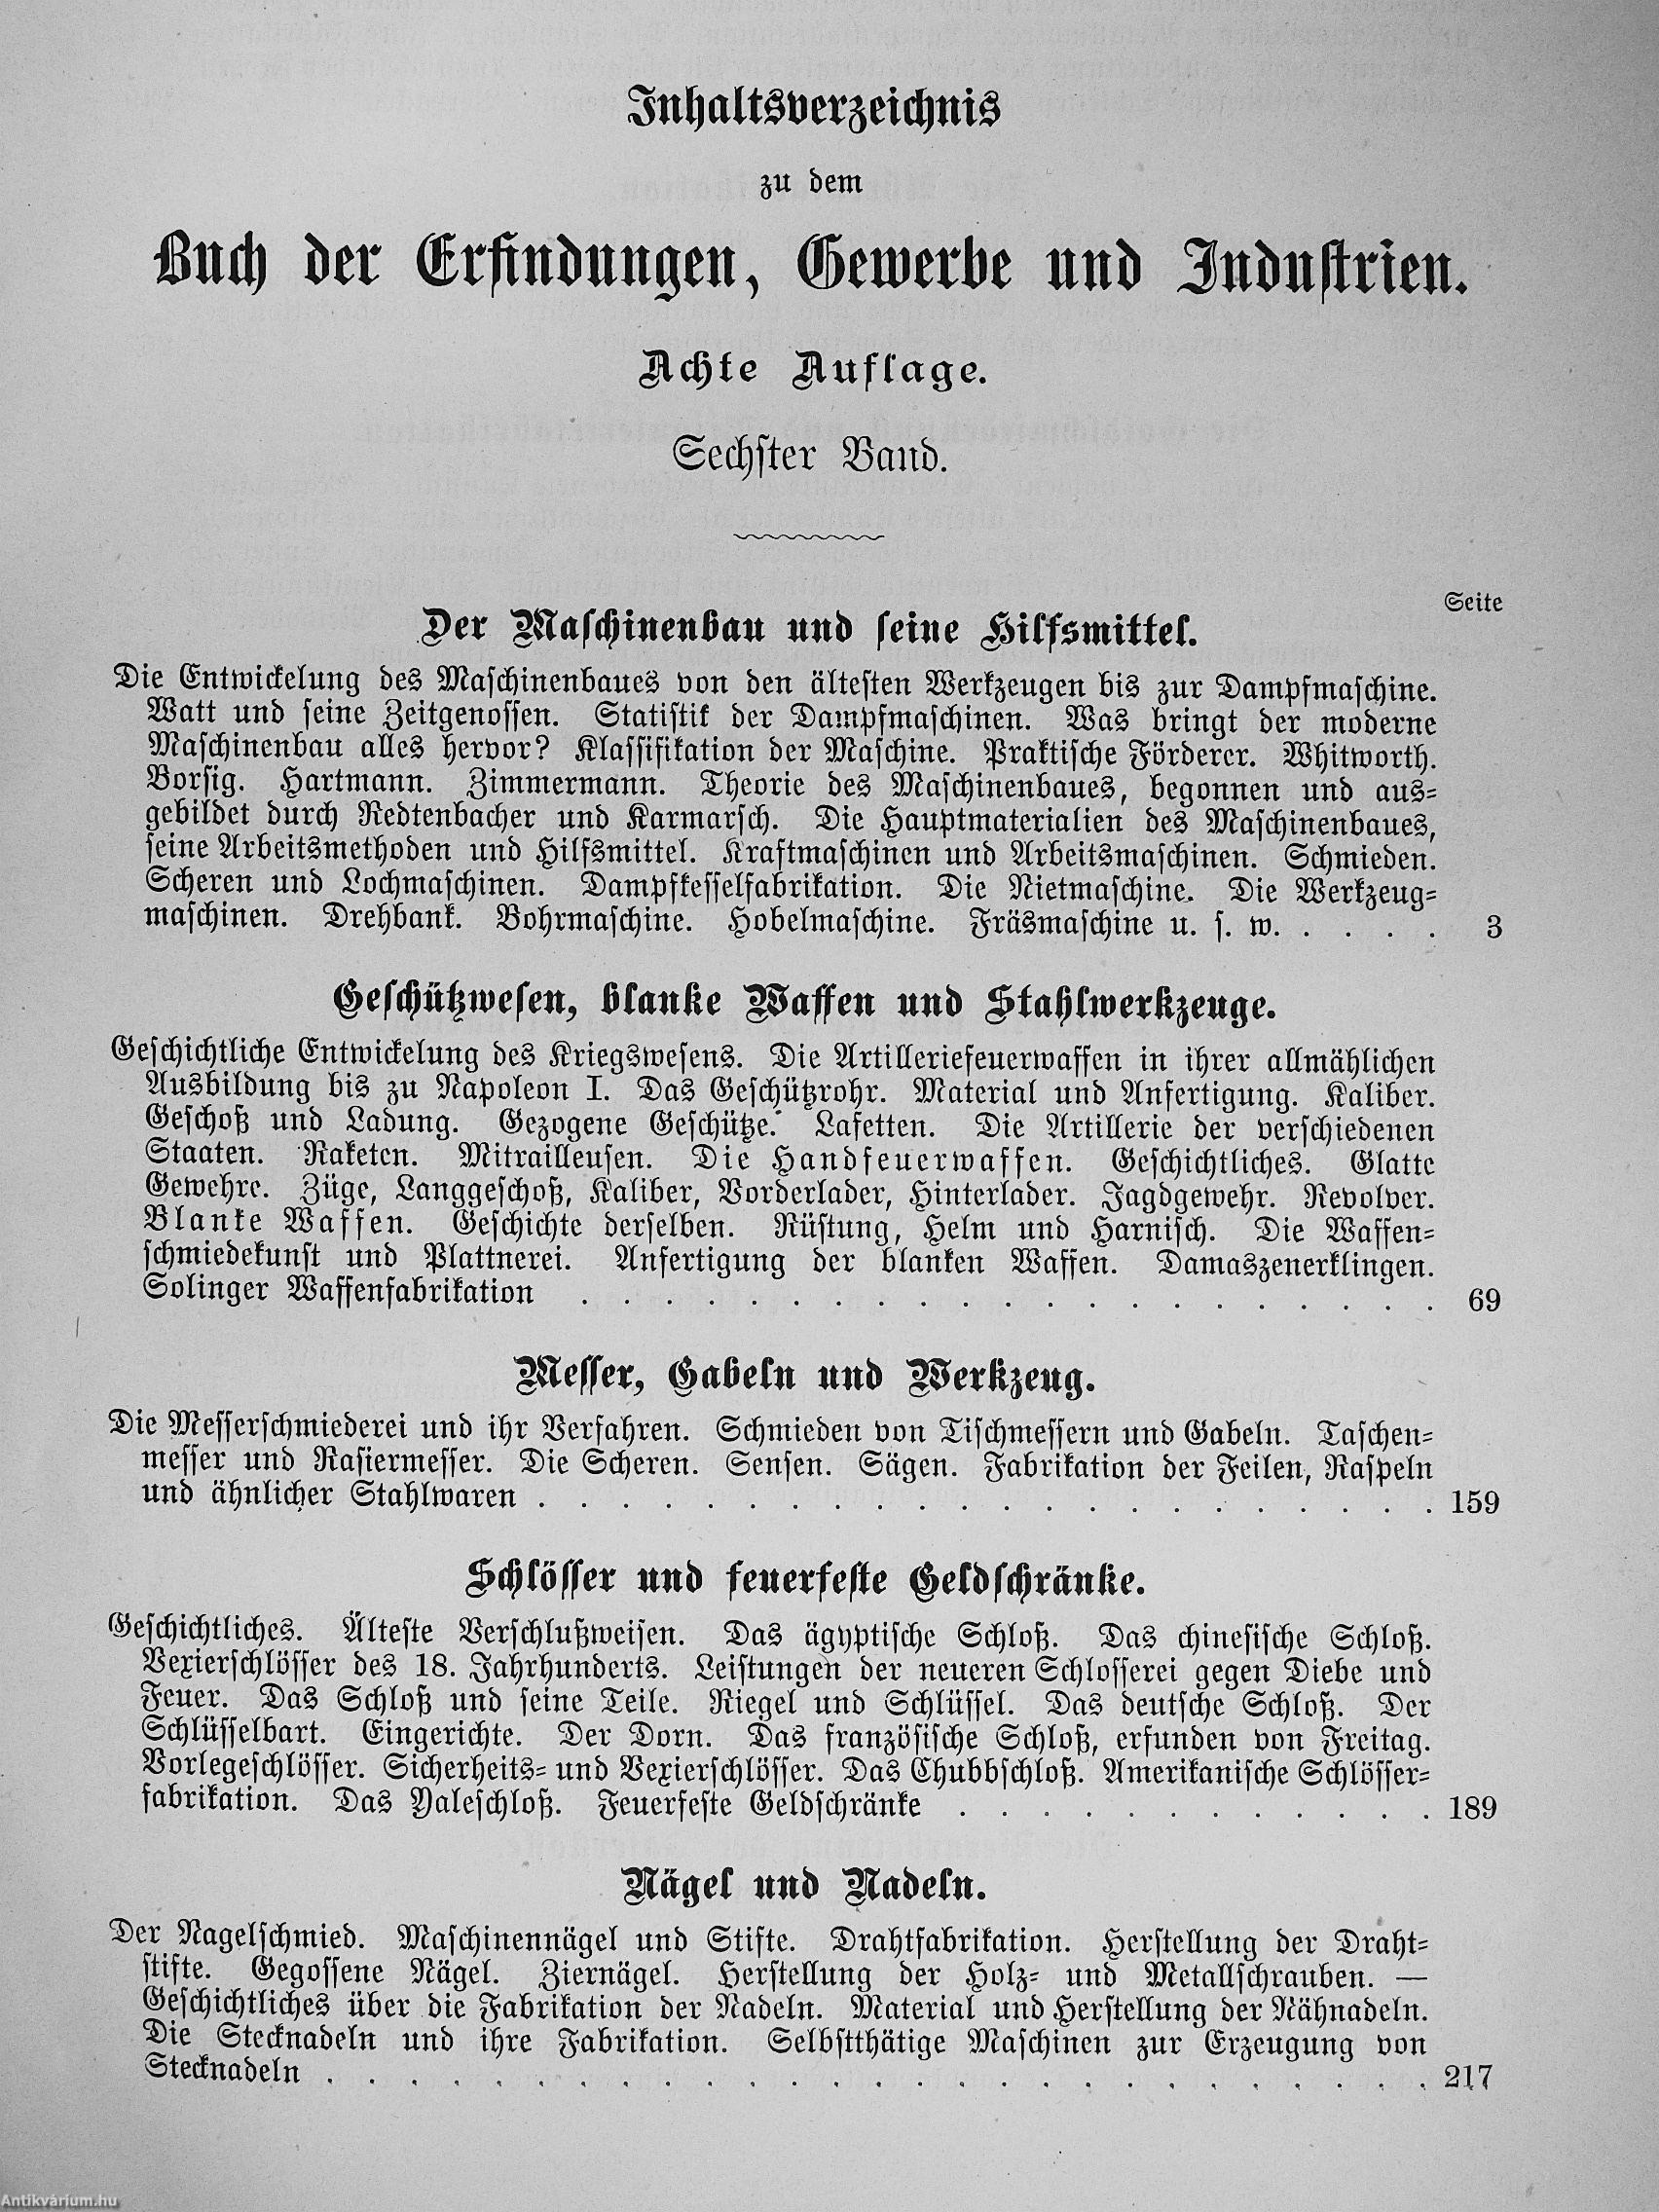 Inhaltsverzeichnis
zu dem
Buch der Erfindungen, Gewerbe und Industrien.
Achte Auflage.
Sechster Band.
Seite
Der Maschinenbau und seine Hilfsmittel.
Die Entwickelung des Maschinenbaues von den ältesten Werkzeugen bis zur Dampfmaschine.
Watt und seine Zeitgenossen. Statistik der Dampfmaschinen. Was bringt der moderne
Maschinenbau alles hervor? Klassifikation der Maschine. Praktische Förderer. Whitworth.
Borsig. Hartmann. Zimmermann. Theorie des Maschinenbaues, begonnen und aus-
gebildet durch Redtenbacher und Karmarsch. Die Hauptmaterialien des Maschinenbaues,
seine Arbeitsmethoden und Hilfsmittel. Kraftmaschinen und Arbeitsmaschinen. Schmieden.
Scheren und Lochmaschinen. Dampfkesselfabrikation. Die Nietmaschine. Die Werkzeug-
maschinen. Drehbank. Bohrmaschine. Hobelmaschine. Fräsmaschine u. s. w. . . . . 3
Geschützwesen, blanke Waffen und Stahlwerkzeuge.
Geschichtliche Entwickelung des Kriegswesens. Die Artilleriefeuerwaffen in ihrer allmählichen
Ausbildung bis zu Napoleon I. Das Geschützrohr. Material und Anfertigung. Kaliber.
Geschoß und Ladung. Gezogene Geschütze. Lafetten. Die Artillerie der verschiedenen
Staaten. Raketen. Mitrailleusen. Die Handfeuerwaffen. Geschichtliches. Glatte
Gewehre. Züge, Langgeschoß, Kaliber, Vorderlader, Hinterlader. Jagdgewehr. Revolver.
Blanke Waffen. Geschichte derselben. Rüstung, Helm und Harnisch. Die Waffen-
schmiedekunst und Plattnerei. Anfertigung der blanken Waffen. Damaszenerklingen.
Solinger Waffenfabrikation . . . . . . . . . . . . . . . . . . . . . 69
Messer, Gabeln und Werkzeug.
Die Messerschmiederei und ihr Verfahren. Schmieden von Tischmessern und Gabeln. Taschen-
messer und Rasiermesser. Die Scheren. Sensen. Sägen. Fabrikation der Feilen, Raspeln
und ähnlicher Stahlwaren . . . . . . . . . . . . . . . . . . . . . . 159
Schlösser und feuerfeste Geldschränke.
Geschichtliches. Älteste Verschlußweisen. Das ägyptische Schloß. Das chinesische Schloß.
Vexierschlösser des 18. Jahrhunderts. Leistungen der neueren Schlosserei gegen Diebe und
Feuer. Das Schloß und seine Teile. Riegel und Schlüssel. Das deutsche Schloß. Der
Schlüsselbart. Eingerichte. Der Dorn. Das französische Schloß, erfunden von Freitag.
Vorlegeschlösser. Sicherheits- und Vexierschlösser. Das Chubbschloß. Amerikanische Schlösser-
fabrikation. Das Yaleschloß. Feuerfeste Geldschränke . . . . . . . . . . . . 189
Nägel und Nadeln.
Der Nagelschmied. Maschinennägel und Stifte. Drahtfabrikation. Herstellung der Draht-
stifte. Gegossene Nägel. Ziernägel. Herstellung der Holz- und Metallschrauben. —
Geschichtliches über die Fabrikation der Nadeln. Material und Herstellung der Nähnadeln.
Die Stecknadeln und ihre Fabrikation. Selbstthätige Maschinen zur Erzeugung von
Stecknadeln . . . . . . . . . . . . . . . . . . . . . . . . . . . 217
Antikvárium.hu